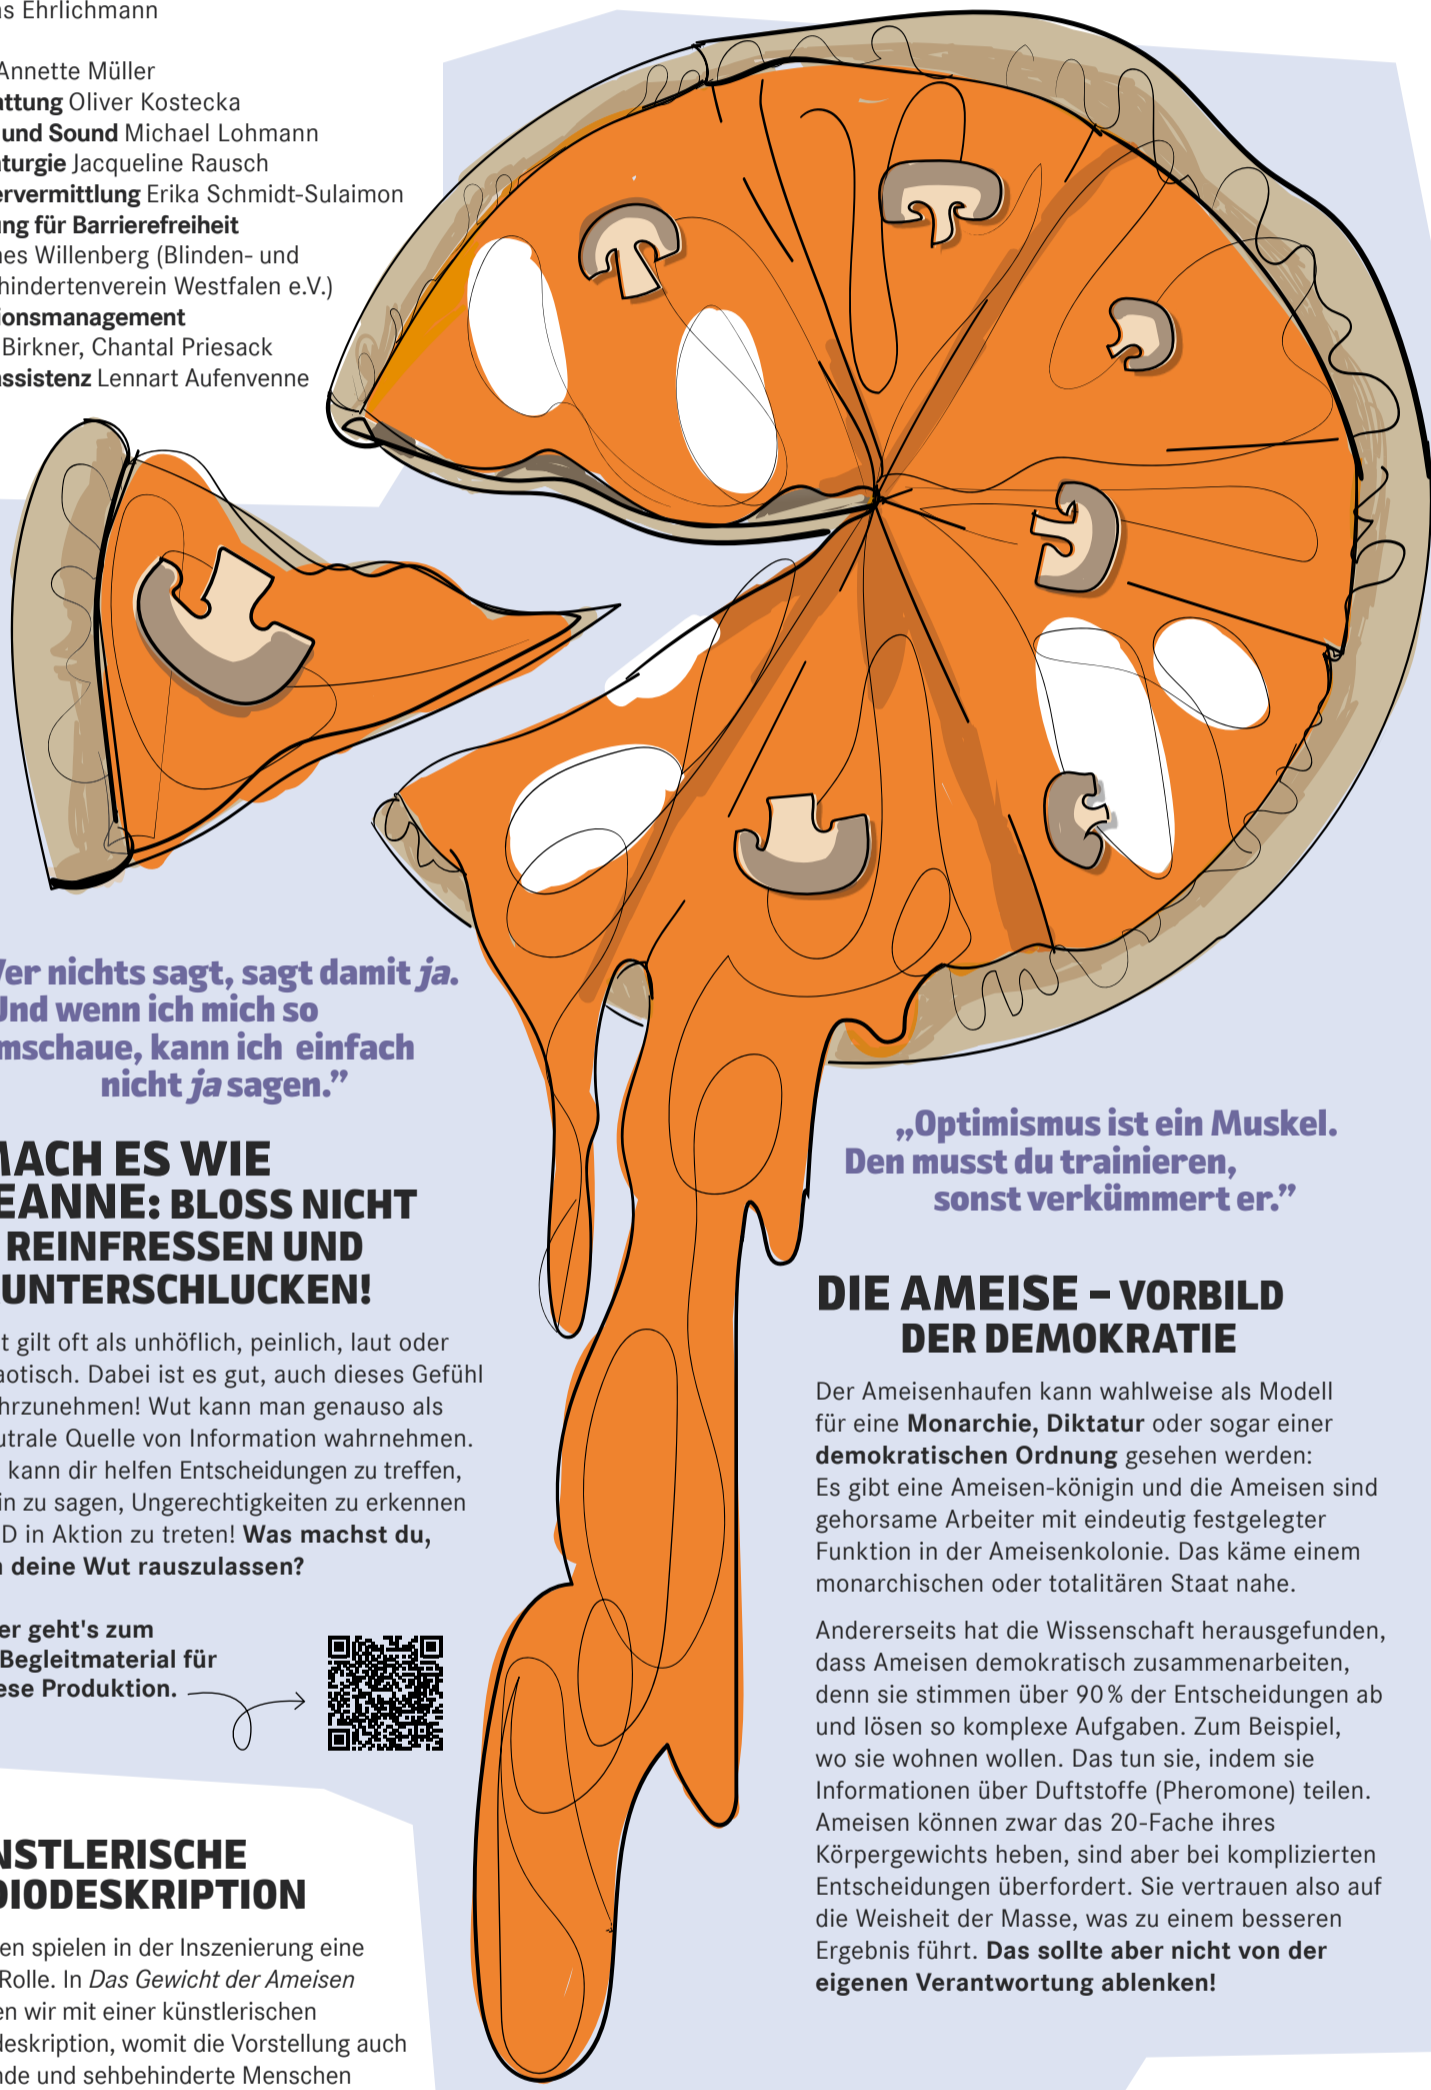 s Ehrlichmann
Annette Müller
attung Oliver Kostecka
und Sound Michael Lohmann
turgie Jacqueline Rausch
ervermittlung Erika Schmidt-Sulaimon
ung für Barrierefreiheit
nes Willenberg (Blinden- und
hindertenverein Westfalen e.V.)
ionsmanagement
Birkner, Chantal Priesack
assistenz Lennart Aufenvenne
Wer nichts sagt, sagt damit ja.
Und wenn ich mich so
mschaue, kann ich einfach
nicht ja sagen.”
MACH ES WIE
EANNE: BLOSS NICHT
REINFRESSEN UND
UNTERSCHLUCKEN!
t gilt oft als unhöflich, peinlich, laut oder
aotisch. Dabei ist es gut, auch dieses Gefühl
hrzunehmen! Wut kann man genauso als
utrale Quelle von Information wahrnehmen.
kann dir helfen Entscheidungen zu treffen,
in zu sagen, Ungerechtigkeiten zu erkennen
D in Aktion zu treten! Was machst du,
deine Wut rauszulassen?
er geht's zum
Begleitmaterial für
ese Produktion.
NSTLERISCHE
DIODESKRIPTION
en spielen in der Inszenierung eine
Rolle. In Das Gewicht der Ameisen
en wir mit einer künstlerischen
deskription, womit die Vorstellung auch
nde und sehbehinderte Menschen
„Optimismus ist ein Muskel.
Den musst du trainieren,
sonst verkümmert er.”
DIE AMEISE – VORBILD
DER DEMOKRATIE
Der Ameisenhaufen kann wahlweise als Modell
für eine Monarchie, Diktatur oder sogar einer
demokratischen Ordnung gesehen werden:
Es gibt eine Ameisen-königin und die Ameisen sind
gehorsame Arbeiter mit eindeutig festgelegter
Funktion in der Ameisenkolonie. Das käme einem
monarchischen oder totalitären Staat nahe.
Andererseits hat die Wissenschaft herausgefunden,
dass Ameisen demokratisch zusammenarbeiten,
denn sie stimmen über 90 % der Entscheidungen ab
und lösen so komplexe Aufgaben. Zum Beispiel,
wo sie wohnen wollen. Das tun sie, indem sie
Informationen über Duftstoffe (Pheromone) teilen.
Ameisen können zwar das 20-Fache ihres
Körpergewichts heben, sind aber bei komplizierten
Entscheidungen überfordert. Sie vertrauen also auf
die Weisheit der Masse, was zu einem besseren
Ergebnis führt. Das sollte aber nicht von der
eigenen Verantwortung ablenken!